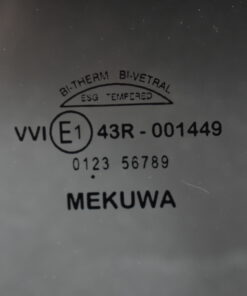 BI-THERM BI-VETRAL
ESG TEMPERED
VVI E1 43R - 001449
0123 56789
MEKUWA